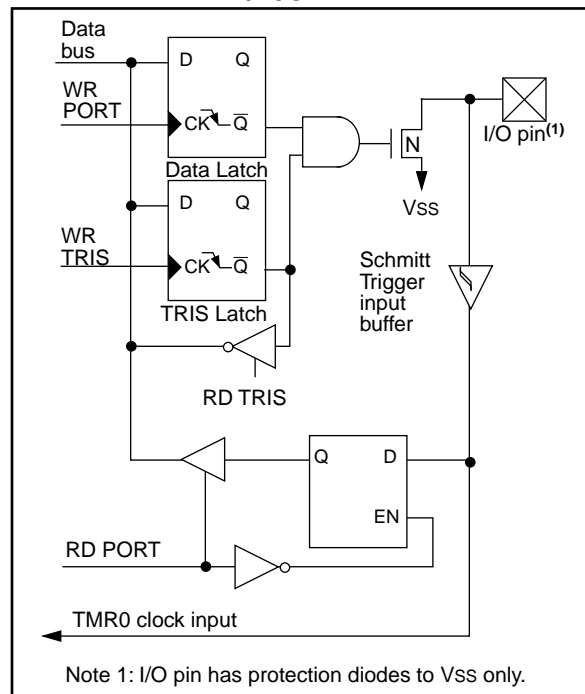 Data
bus
D Q
WR
PORT
CK Q̅
N
I/O pin(1)
Data Latch
VSS
D Q
WR
TRIS
CK Q̅
Schmitt
Trigger
input
buffer
TRIS Latch
RD TRIS
Q D
EN
RD PORT
TMR0 clock input
Note 1: I/O pin has protection diodes to VSS only.